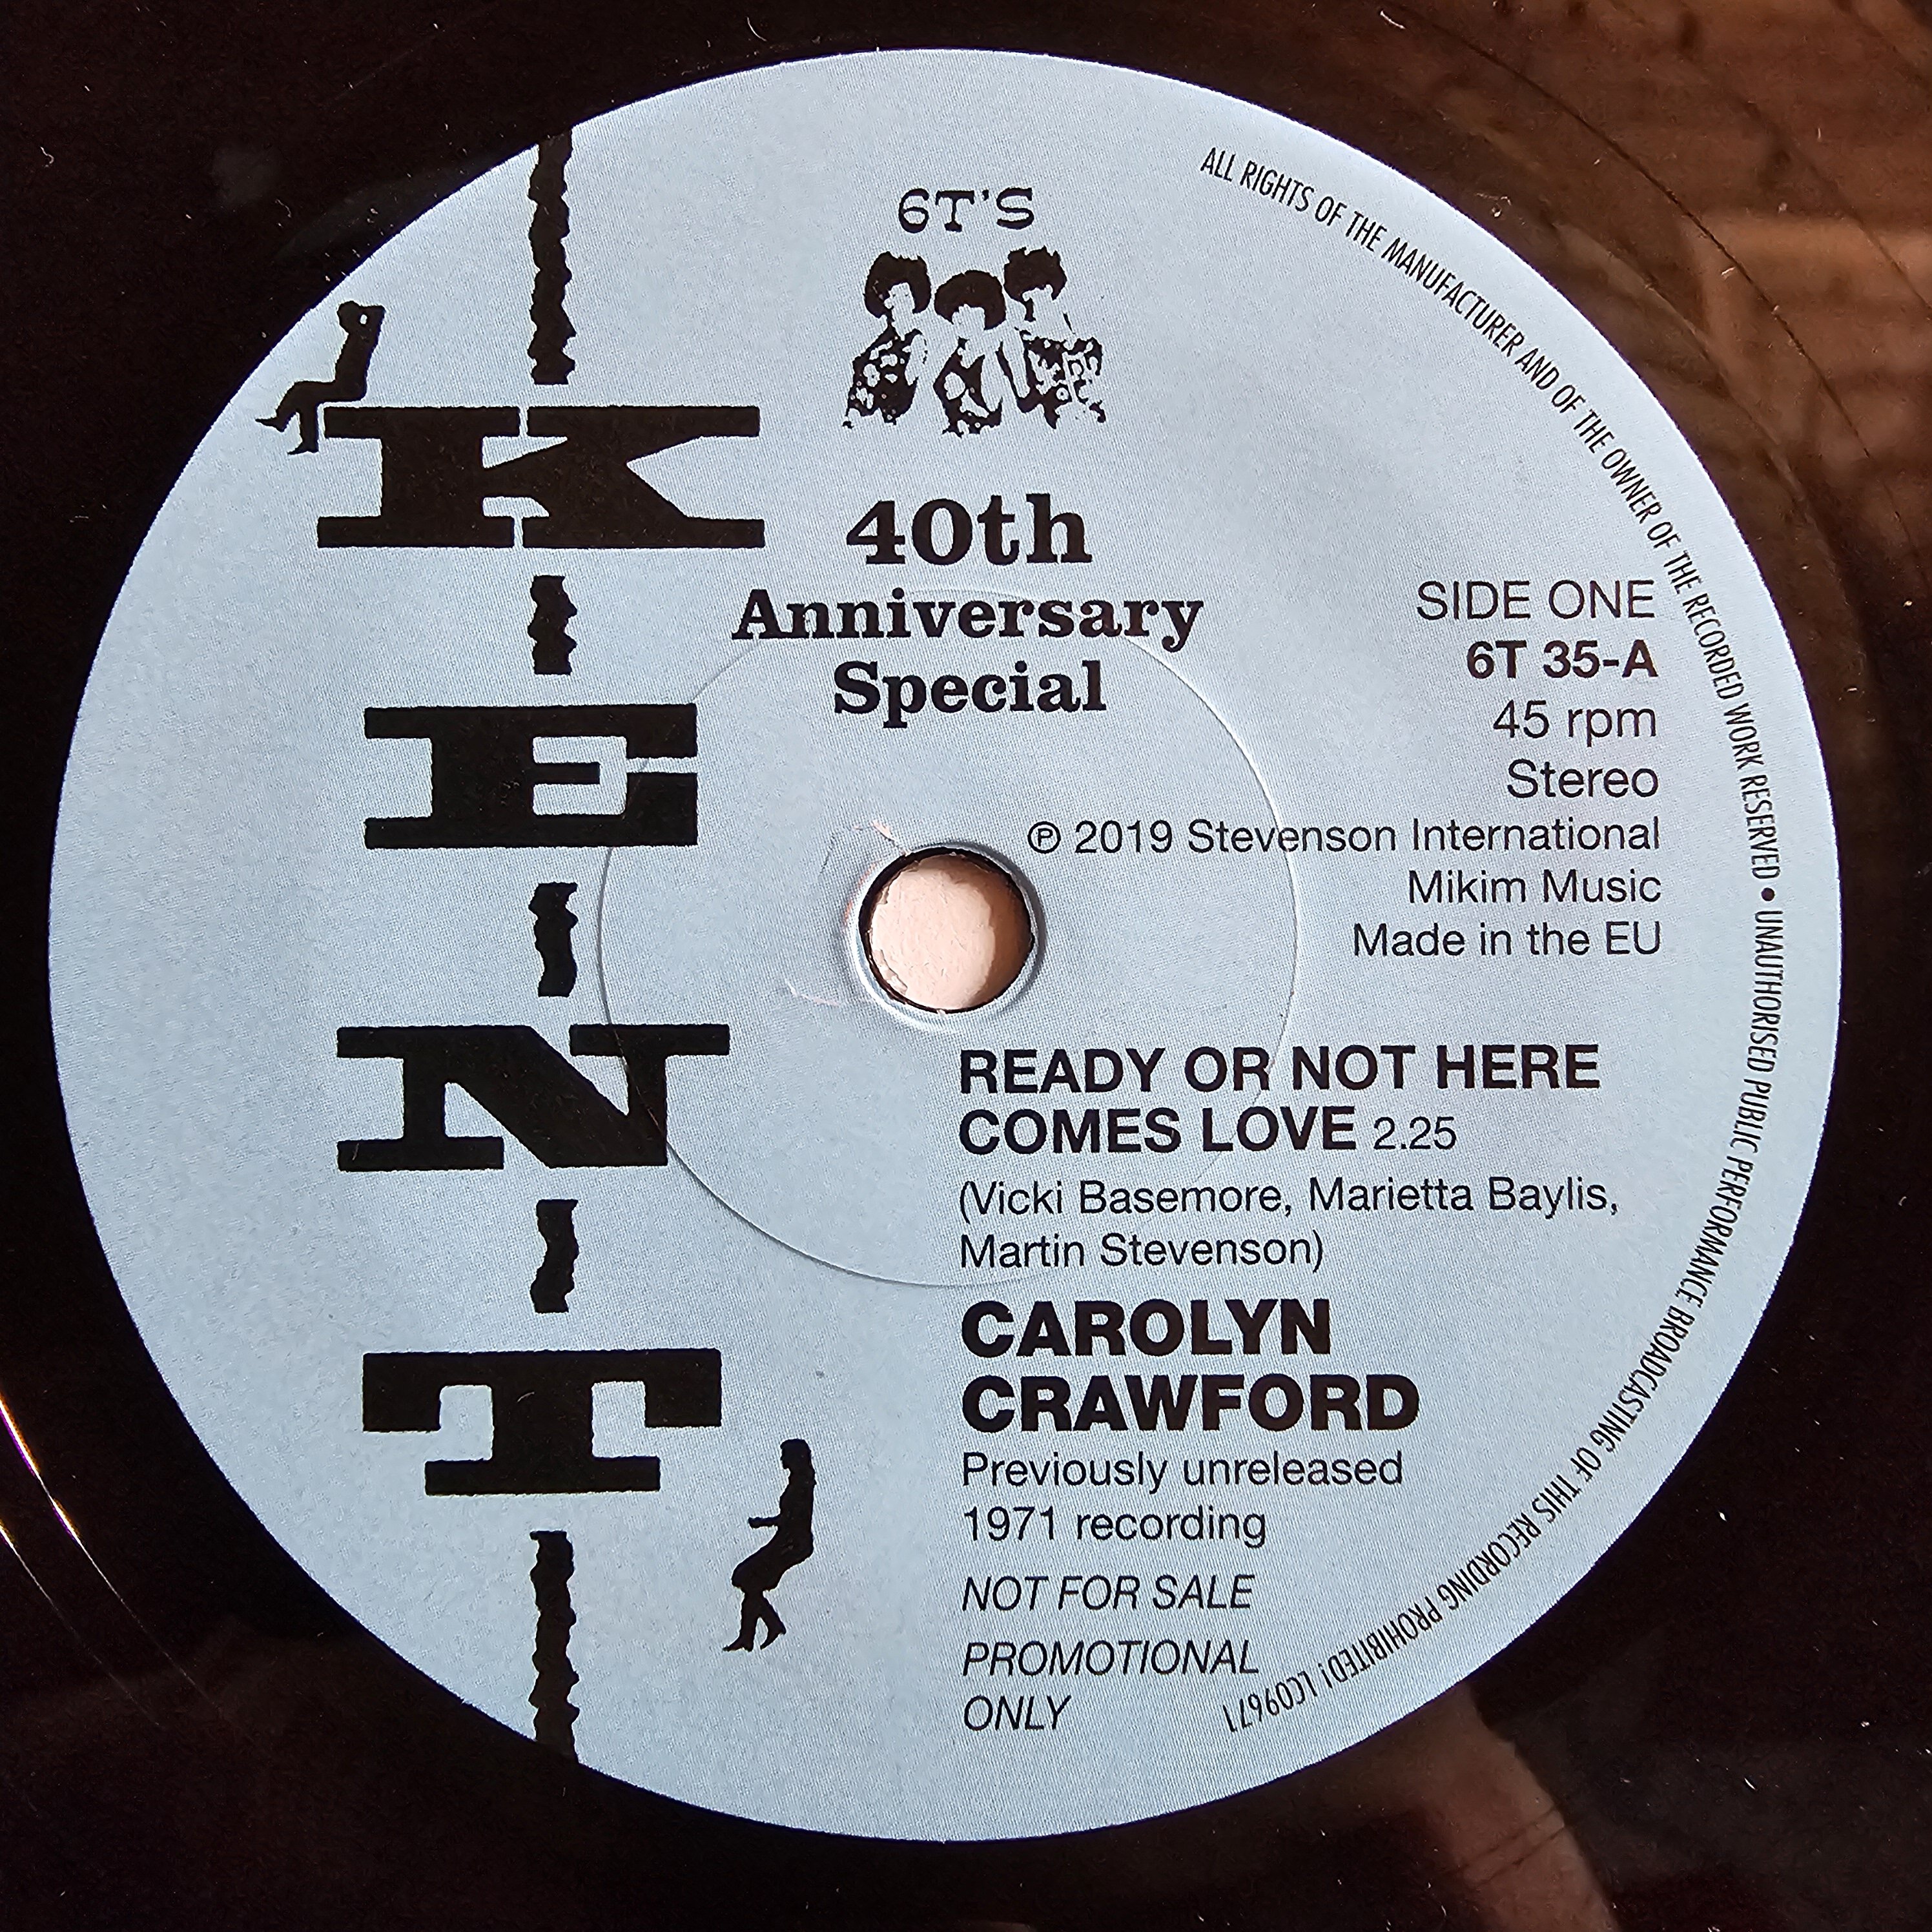 6T'S
KENT
40th
Anniversary
Special
SIDE ONE
6T 35-A
45 rpm
Stereo
℗ 2019 Stevenson International
Mikim Music
Made in the EU
READY OR NOT HERE
COMES LOVE 2.25
(Vicki Basemore, Marietta Baylis,
Martin Stevenson)
CAROLYN
CRAWFORD
Previously unreleased
1971 recording
NOT FOR SALE
PROMOTIONAL
ONLY
ALL RIGHTS OF THE MANUFACTURER AND OF THE OWNER OF THE RECORDED WORK RESERVED • UNAUTHORISED PUBLIC PERFORMANCE BROADCASTING OF THIS RECORDING PROHIBITED! LC09671